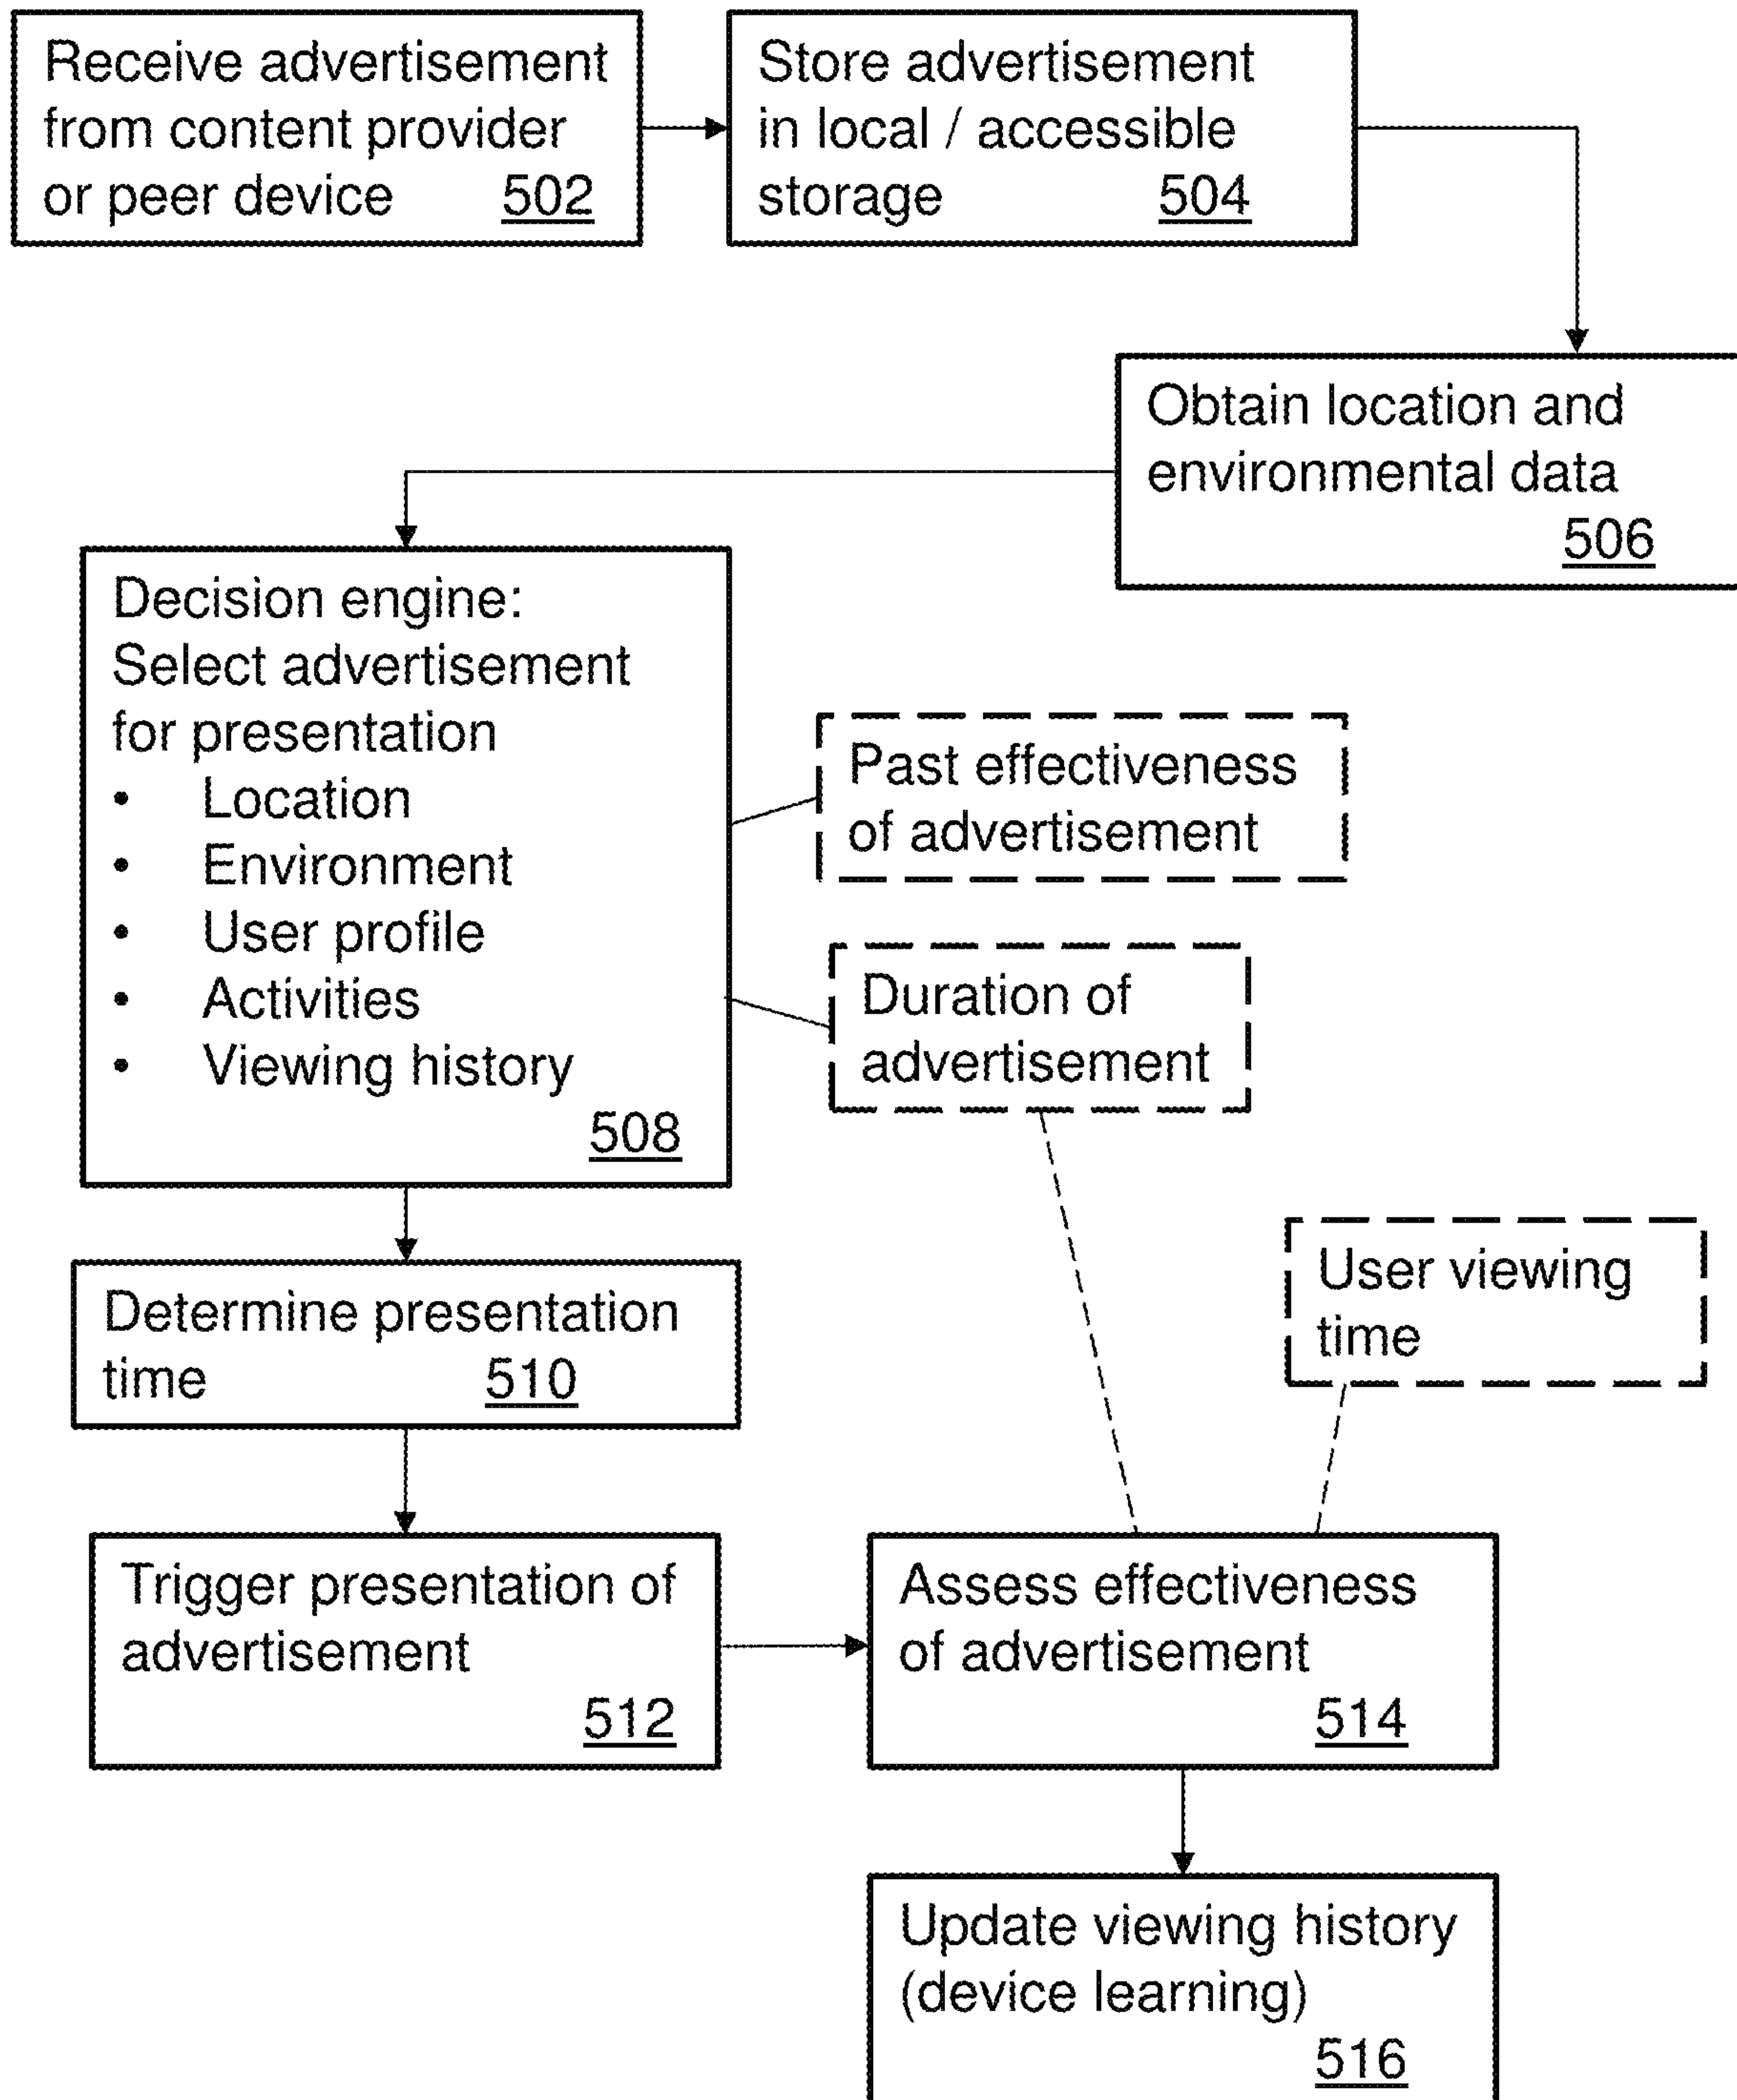 Receive advertisement
from content provider
or peer device 502
Store advertisement
in local / accessible
storage 504
Obtain location and
environmental data
506
Decision engine:
Select advertisement
for presentation
• Location
• Environment
• User profile
• Activities
• Viewing history
508
Past effectiveness
of advertisement
Duration of
advertisement
Determine presentation
time 510
User viewing
time
Trigger presentation of
advertisement
512
Assess effectiveness
of advertisement
514
Update viewing history
(device learning)
516